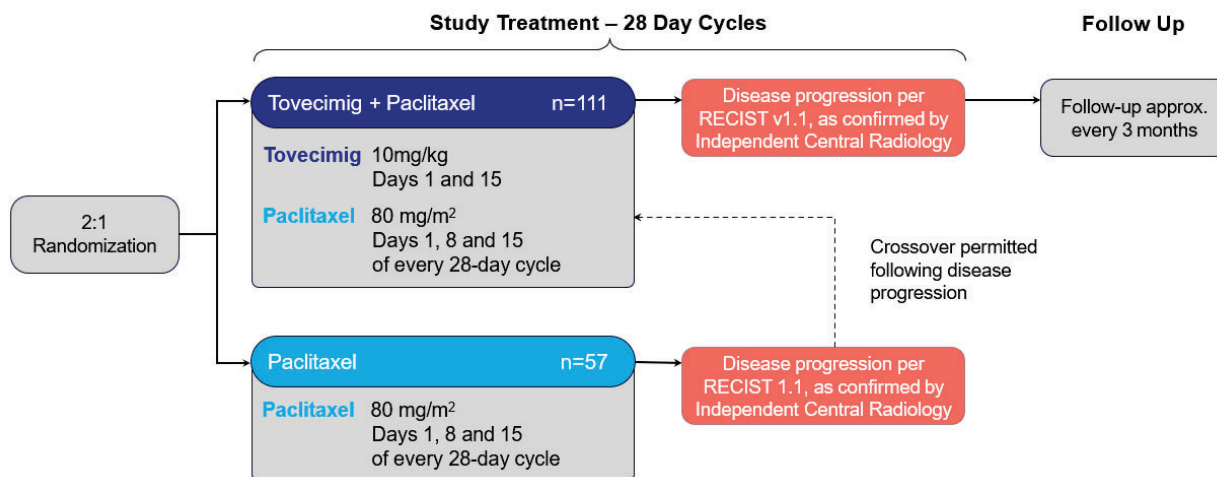 Study Treatment – 28 Day Cycles
Follow Up
2:1
Randomization
Tovecimig + Paclitaxel n=111
Tovecimig 10mg/kg
Days 1 and 15
Paclitaxel 80 mg/m²
Days 1, 8 and 15
of every 28-day cycle
Disease progression per
RECIST v1.1, as confirmed by
Independent Central Radiology
Follow-up approx.
every 3 months
Crossover permitted
following disease
progression
Paclitaxel n=57
Paclitaxel 80 mg/m²
Days 1, 8 and 15
of every 28-day cycle
Disease progression per
RECIST 1.1, as confirmed by
Independent Central Radiology